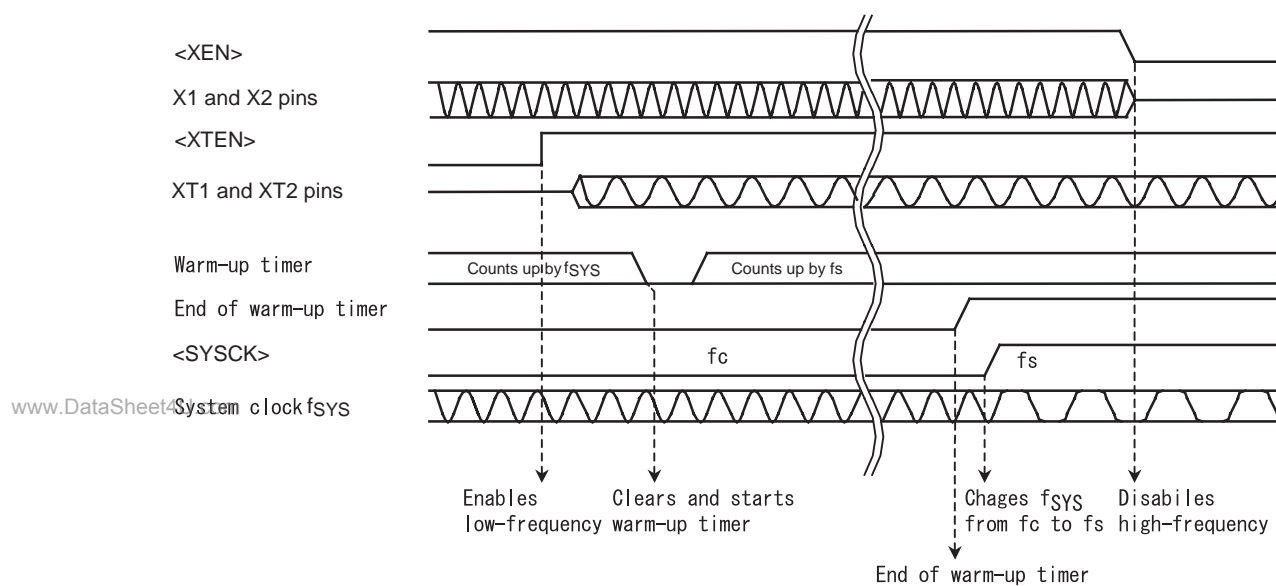 <XEN>
X1 and X2 pins
<XTEN>
XT1 and XT2 pins
Warm-up timer
Counts up by fSYS
Counts up by fs
End of warm-up timer
<SYSCK>
fc
fs
www.DataSheet4U.com
System clock fSYS
Enables
low-frequency
Clears and starts
warm-up timer
Chages fSYS
from fc to fs
Disabiles
high-frequency
End of warm-up timer